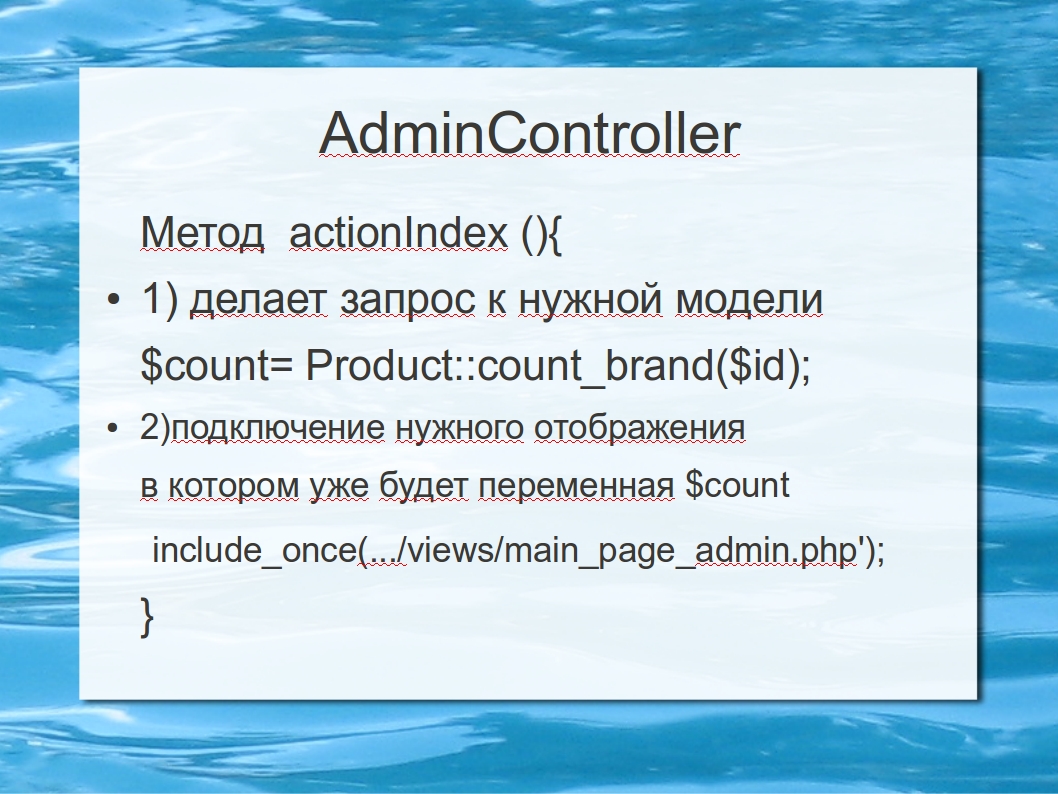 AdminController
Метод  actionIndex (){
• 1) делает запрос к нужной модели
$count= Product::count_brand($id);
• 2)подключение нужного отображения
в котором уже будет переменная $count
include_once(.../views/main_page_admin.php');
}